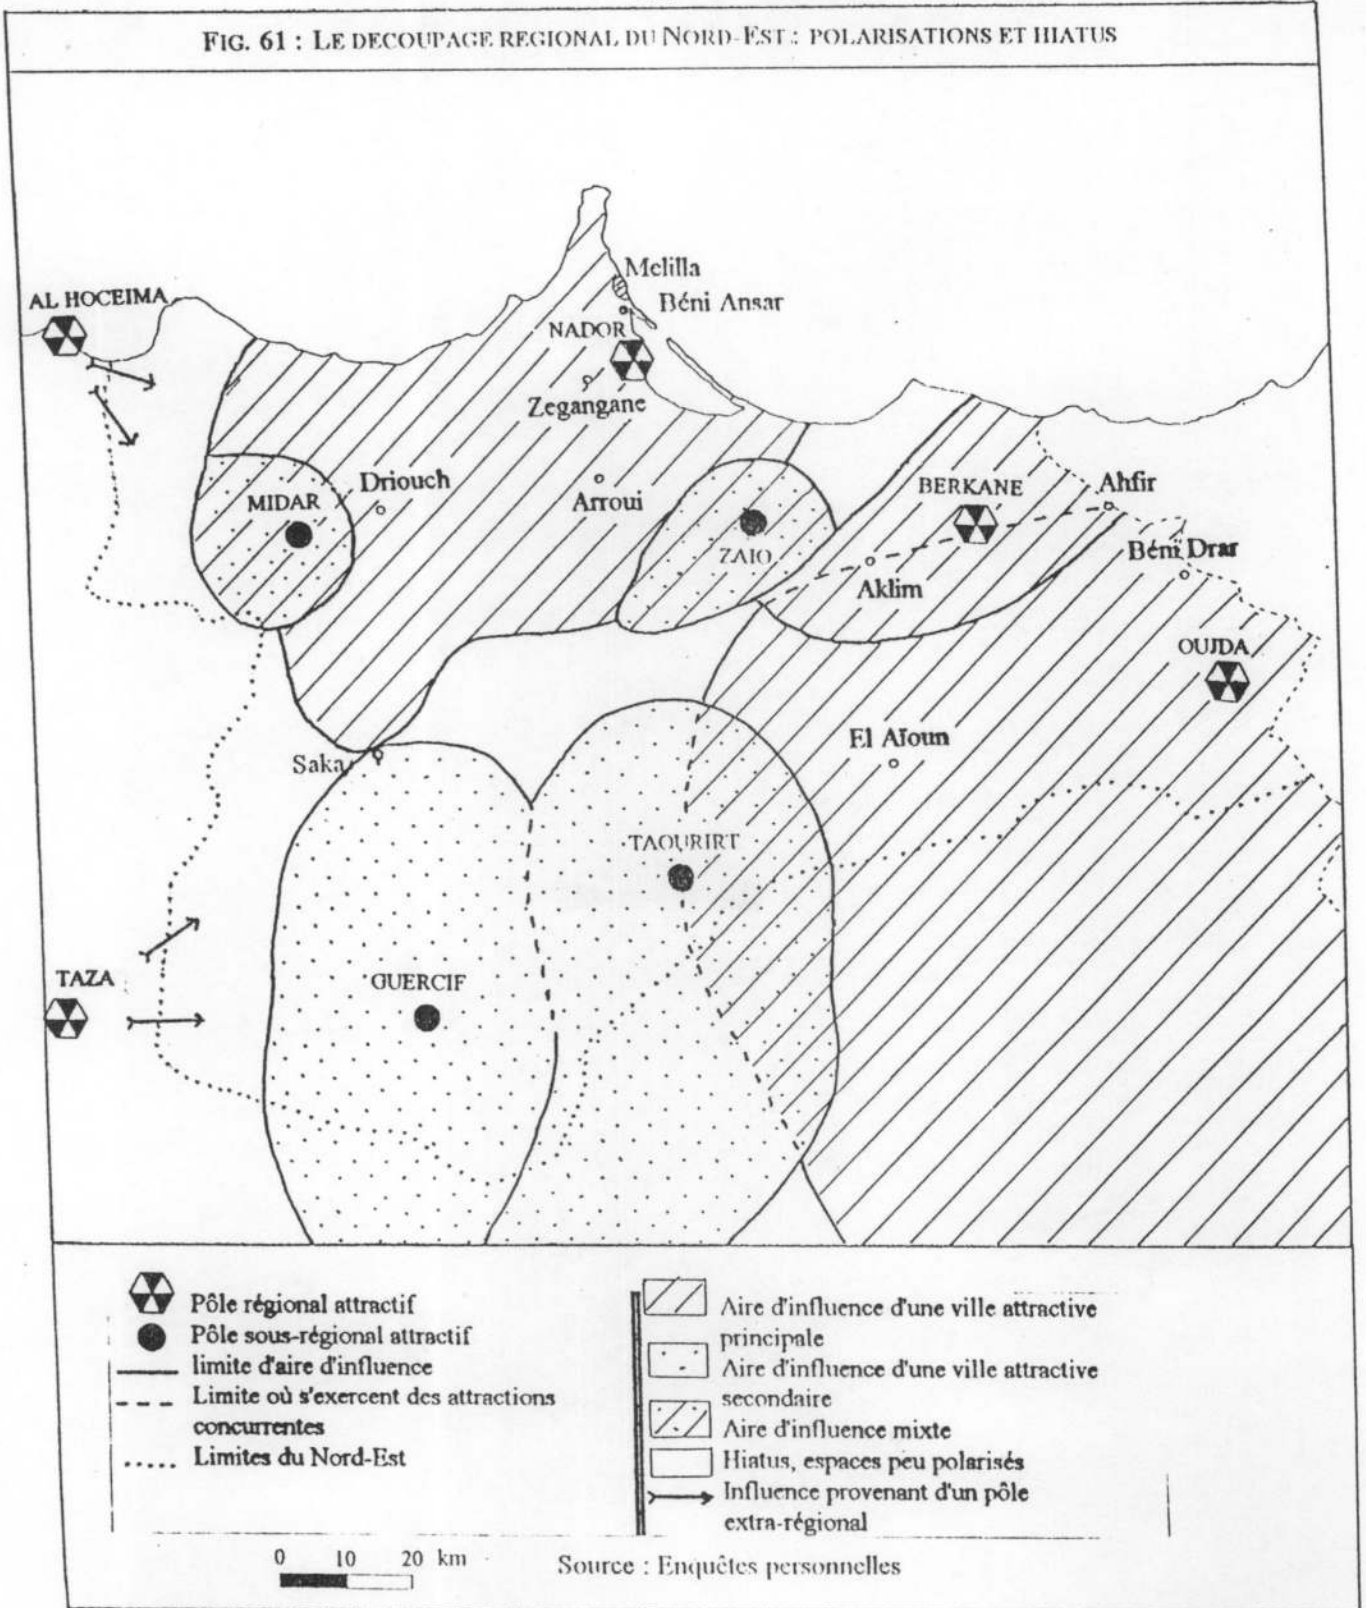 FIG. 61 : LE DECOUPAGE REGIONAL DU NORD-EST : POLARISATIONS ET HIATUS
Melilla
AL HOCEIMA
Béni Ansar
NADOR
Zegangane
MIDAR
Driouch
Arroui
BERKANE
Ahfir
ZAIO
Béni Drar
Aklim
OUJDA
El Aïoun
Saka
TAOURIRT
TAZA
GUERCIF
Pôle régional attractif
Pôle sous-régional attractif
limite d'aire d'influence
Limite où s'exercent des attractions
concurrentes
Limites du Nord-Est
Aire d'influence d'une ville attractive
principale
Aire d'influence d'une ville attractive
secondaire
Aire d'influence mixte
Hiatus, espaces peu polarisés
Influence provenant d'un pôle
extra-régional
0 10 20 km
Source : Enquêtes personnelles